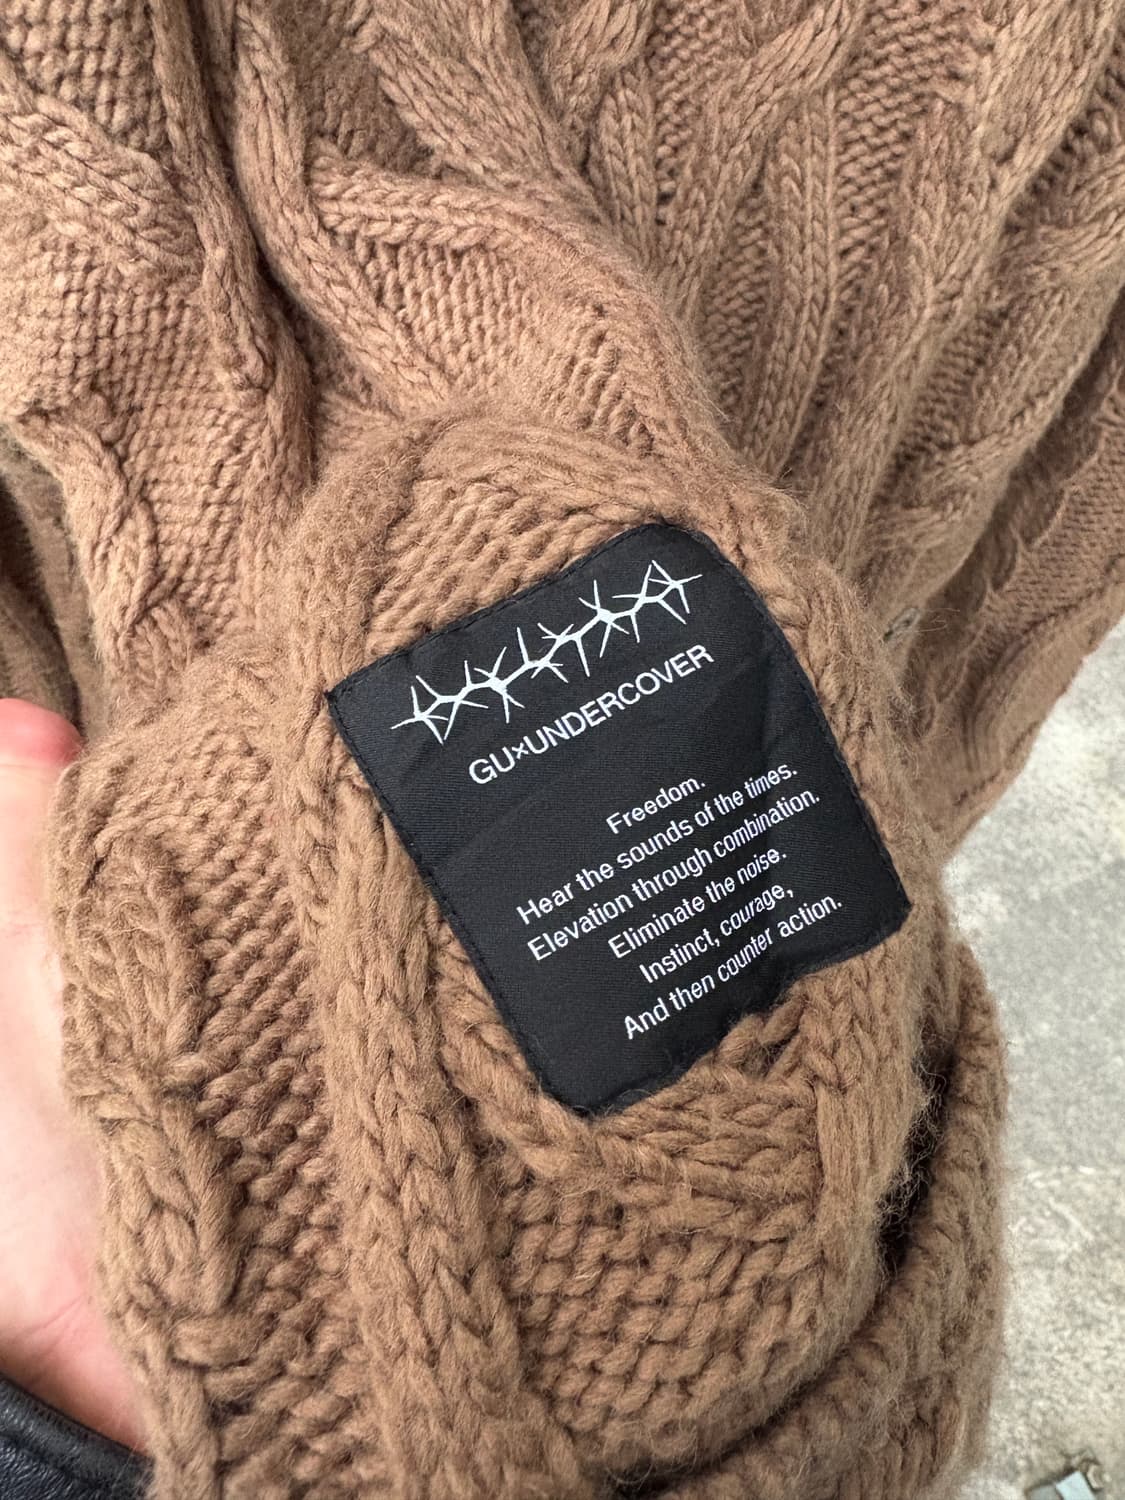 GU×UNDERCOVER
Freedom.
Hear the sounds of the times.
Elevation through combination.
Eliminate the noise.
Instinct, courage,
And then counter action.